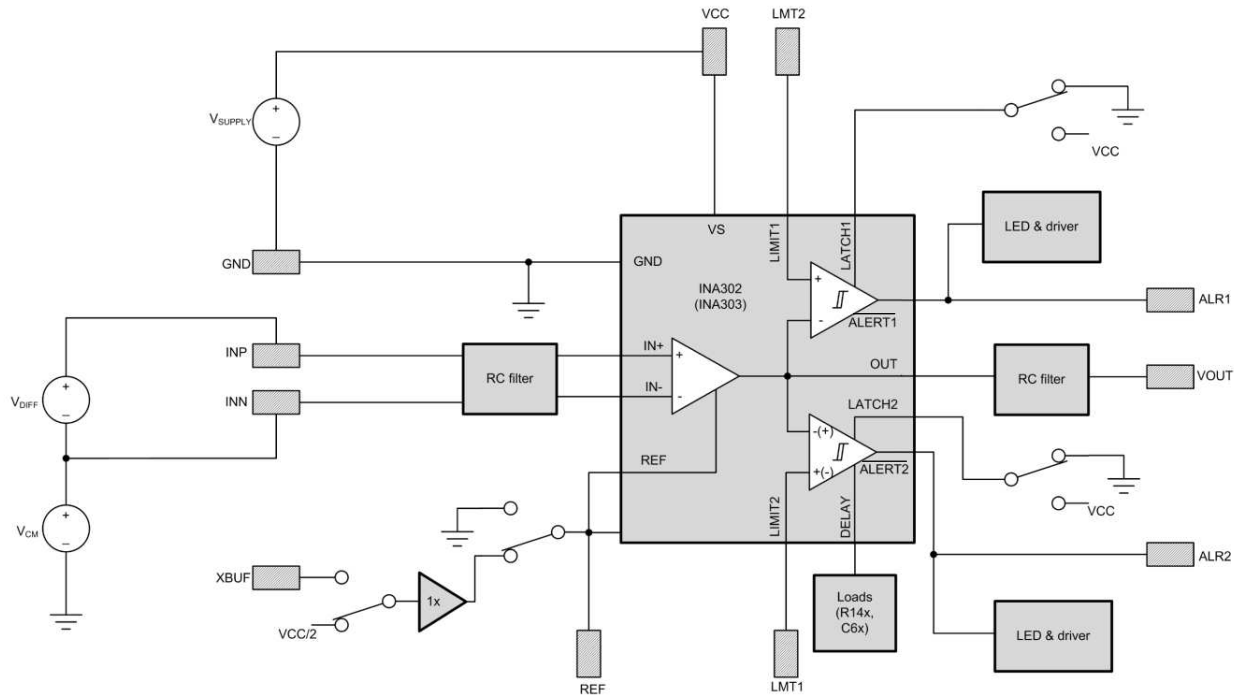 VCC
LMT2
VSUPPLY
+
–
VCC
LED & driver
GND
VS
GND
LIMIT1
LATCH1
INA302
(INA303)
+
-
ALERT1
ALR1
INP
RC filter
IN+
+
OUT
RC filter
VOUT
VDIFF
+
–
INN
IN-
-
LATCH2
-(+)
+(-)
ALERT2
REF
LIMIT2
DELAY
VCC
VCM
+
–
XBUF
1x
VCC/2
ALR2
Loads
(R14x,
C6x)
LED & driver
REF
LMT1